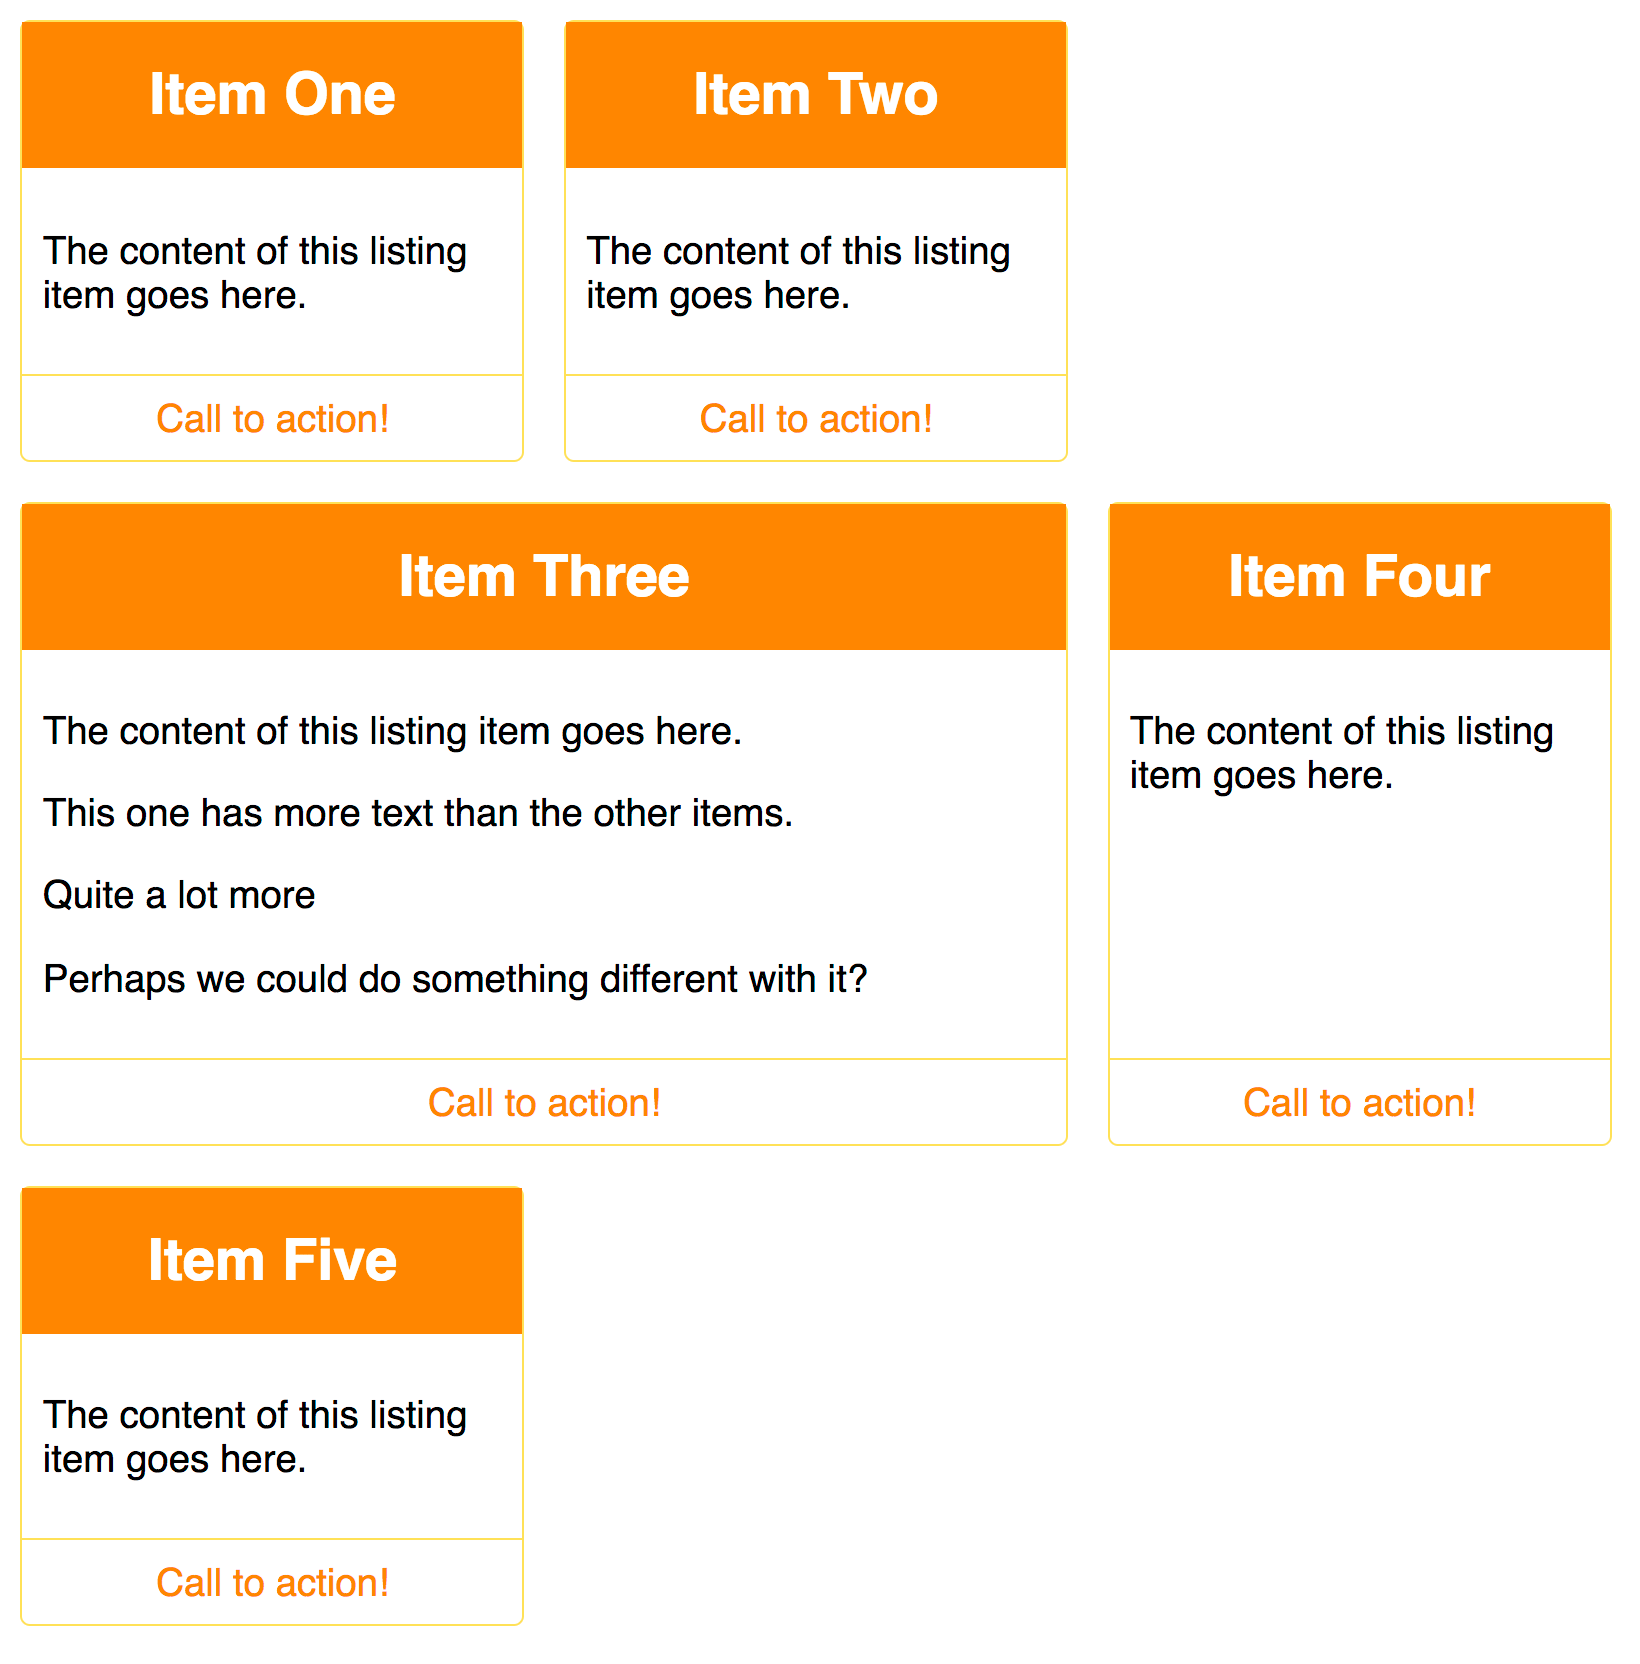 Item One
The content of this listing
item goes here.
Call to action!
Item Two
The content of this listing
item goes here.
Call to action!
Item Three
The content of this listing item goes here.
This one has more text than the other items.
Quite a lot more
Perhaps we could do something different with it?
Call to action!
Item Four
The content of this listing
item goes here.
Call to action!
Item Five
The content of this listing
item goes here.
Call to action!